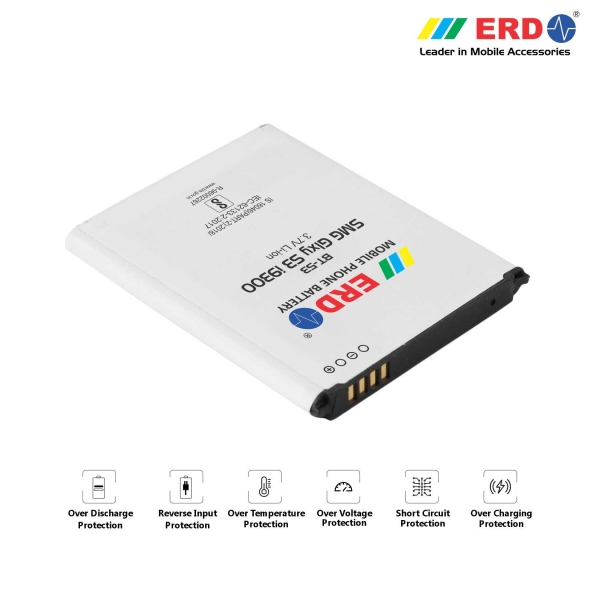 ERD
®
Leader in Mobile Accessories
ERD
®
MOBILE PHONE BATTERY
BT-S3
SMG Glxy S3 I9300
3.7V Li-ion
IS 16046(PART-2):2018/
IEC-62133-2:2017
Over Discharge
Protection
Reverse Input
Protection
Over Temperature
Protection
Over Voltage
Protection
Short Circuit
Protection
Over Charging
Protection